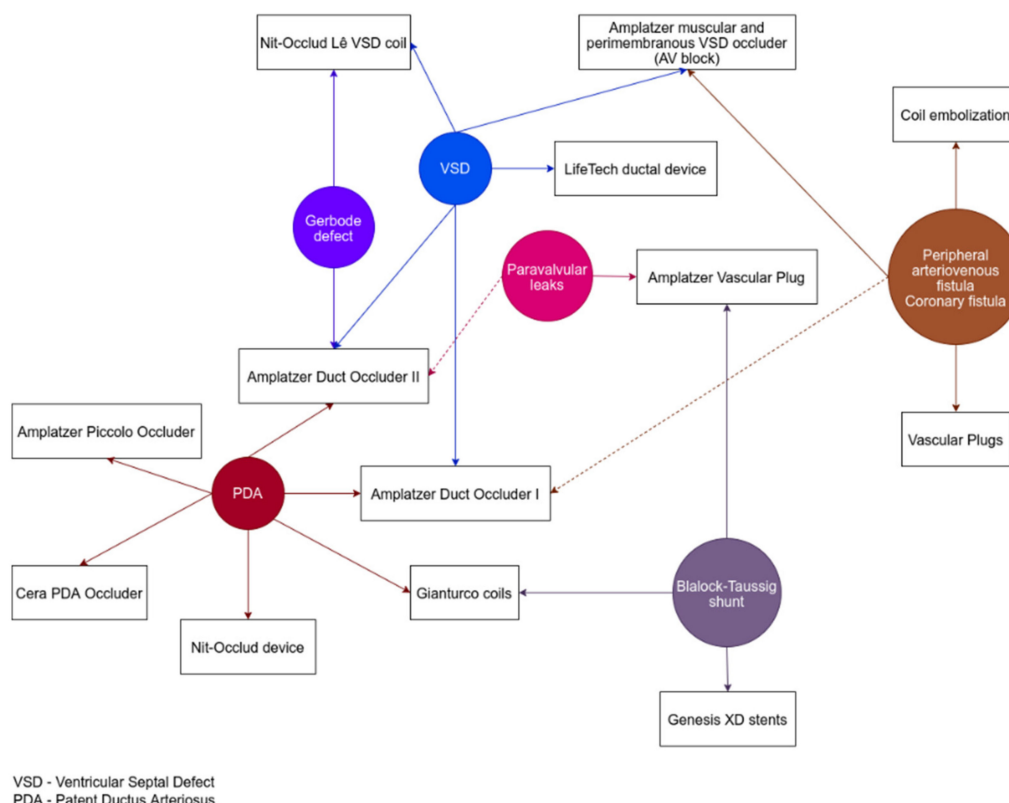 Nit-Occlud Lê VSD coil
Amplatzer muscular and
perimembranous VSD occluder
(AV block)
Coil embolization
VSD
LifeTech ductal device
Gerbode
defect
Paravalvular
leaks
Amplatzer Vascular Plug
Peripheral
arteriovenous
fistula
Coronary fistula
Amplatzer Duct Occluder II
Amplatzer Piccolo Occluder
Vascular Plugs
PDA
Amplatzer Duct Occluder I
Cera PDA Occluder
Gianturco coils
Blalock-Taussig
shunt
Nit-Occlud device
Genesis XD stents
VSD - Ventricular Septal Defect
PDA - Patent Ductus Arteriosus